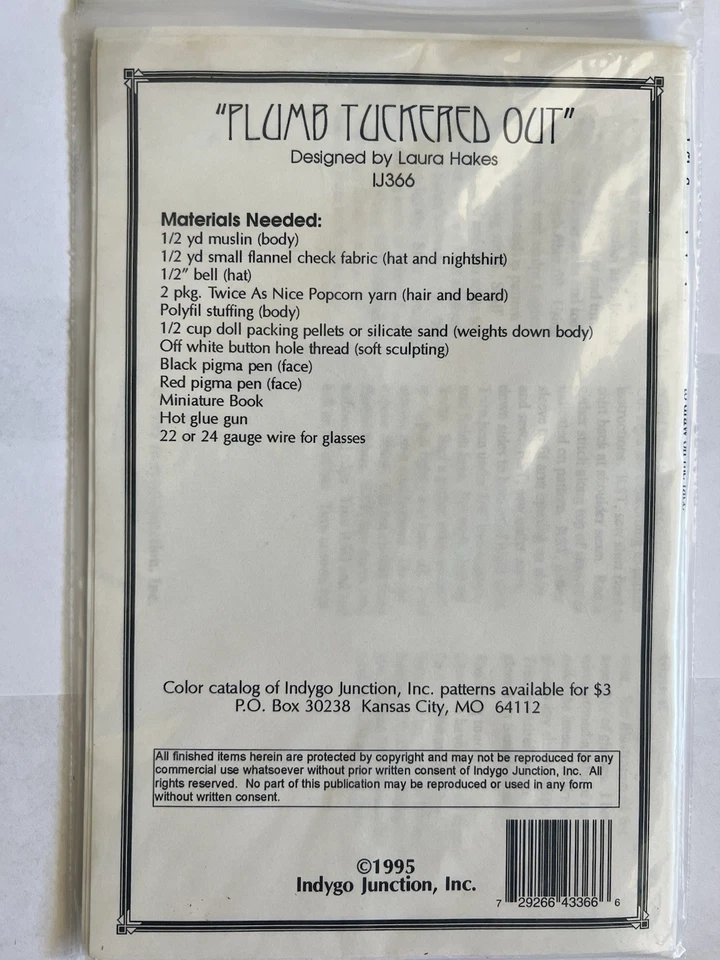 "PLUMB TUCKERED OUT"
Designed by Laura Hakes
IJ366
Materials Needed:
1/2 yd muslin (body)
1/2 yd small flannel check fabric (hat and nightshirt)
1/2" bell (hat)
2 pkg. Twice As Nice Popcorn yarn (hair and beard)
Polyfil stuffing (body)
1/2 cup doll packing pellets or silicate sand (weights down body)
Off white button hole thread (soft sculpting)
Black pigma pen (face)
Red pigma pen (face)
Miniature Book
Hot glue gun
22 or 24 gauge wire for glasses
Color catalog of Indygo Junction, Inc. patterns available for $3
P.O. Box 30238 Kansas City, MO 64112
All finished items herein are protected by copyright and may not be reproduced for any
commercial use whatsoever without prior written consent of Indygo Junction, Inc. All
rights reserved. No part of this publication may be reproduced or used in any form
without written consent.
©1995
Indygo Junction, Inc.
7 29266 43366 6